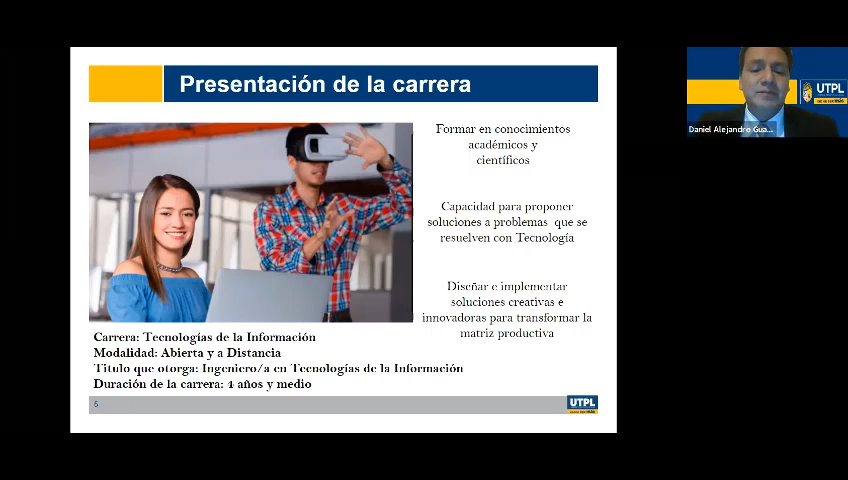 Presentación de la carrera
Formar en conocimientos
académicos y
científicos
Capacidad para proponer
soluciones a problemas que se
resuelven con Tecnología
Diseñar e implementar
soluciones creativas e
innovadoras para transformar la
matriz productiva
Carrera: Tecnologías de la Información
Modalidad: Abierta y a Distancia
Titulo que otorga: Ingeniero/a en Tecnologías de la Información
Duración de la carrera: 4 años y medio
5
UTPL
UTPL
Daniel Alejandro Gua...